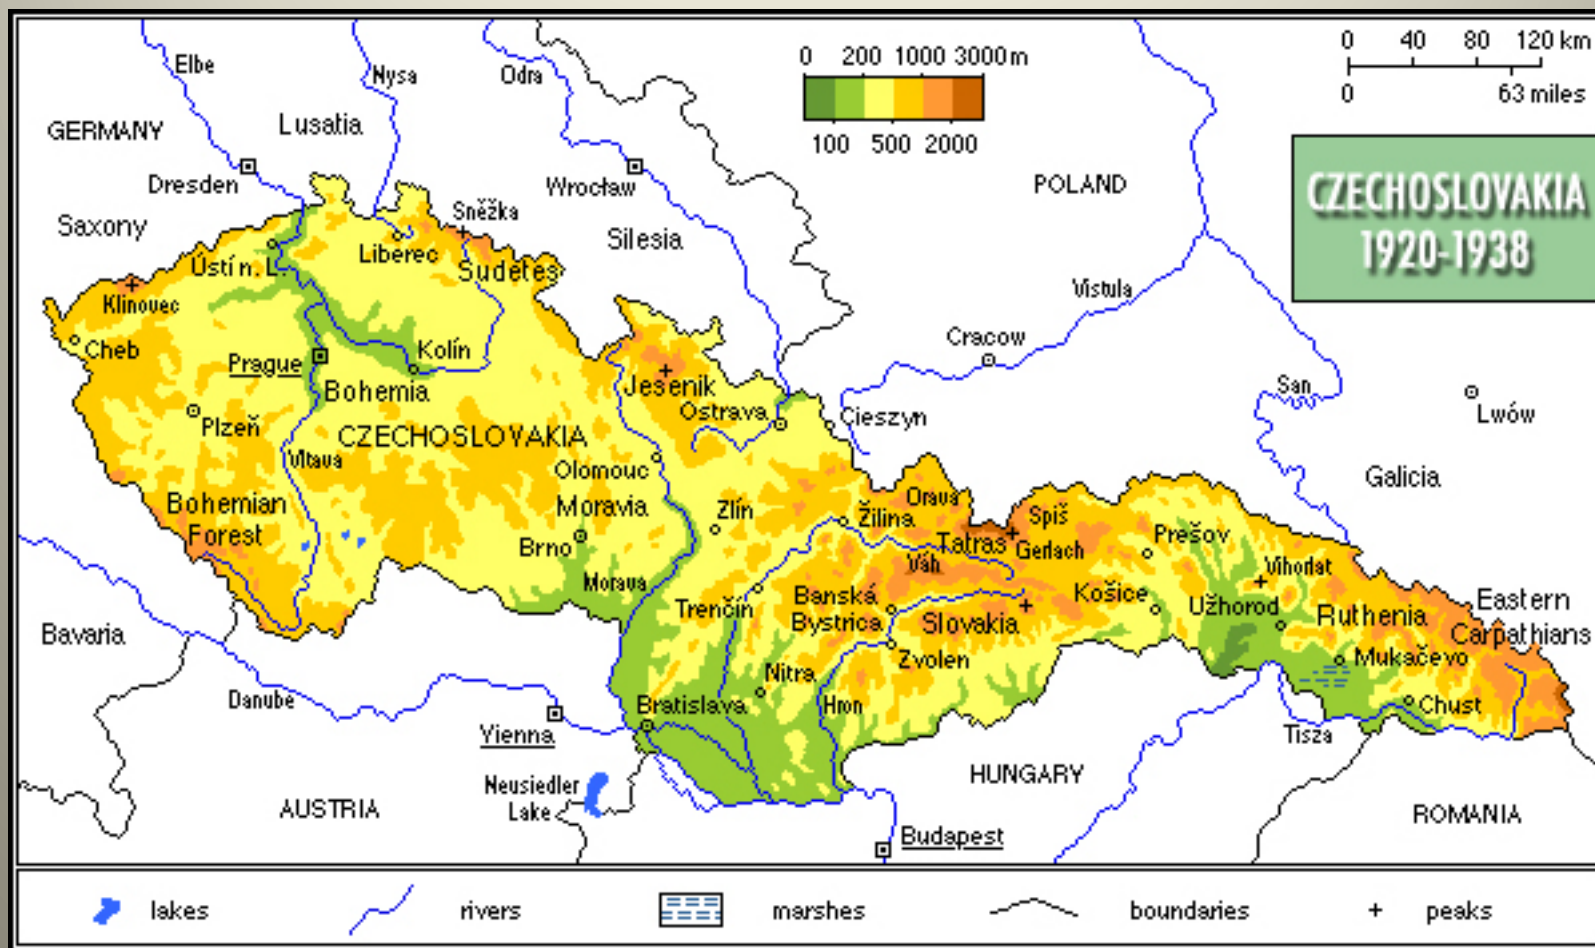 0 200 1000 3000 m
100 500 2000
0 40 80 120 km
0 63 miles
CZECHOSLOVAKIA
1920-1938
Elbe
Nysa
Odra
GERMANY
Lusatia
Dresden
Wrocław
POLAND
Saxony
Sněžka
Silesia
Ústí n. L.
Liberec
Sudetes
Klínovec
Vistula
Cheb
Prague
Kolín
Cracow
Bohemia
Jeseník
San
Ostrava
Cieszyn
Lwów
Plzeň
CZECHOSLOVAKIA
Vltava
Olomouc
Galicia
Bohemian
Forest
Moravia
Zlín
Orava
Spiš
Žilina
Brno
Tatras
Gerlach
Prešov
Váh
Vihorlat
Morava
Trenčín
Banská
Bystrica
Košice
Užhorod
Ruthenia
Eastern
Carpathians
Bavaria
Slovakia
Zvolen
Mukačevo
Nitra
Danube
Bratislava
Hron
Chust
Vienna
Tisza
HUNGARY
Neusiedler
Lake
AUSTRIA
ROMANIA
Budapest
lakes
rivers
marshes
boundaries
peaks